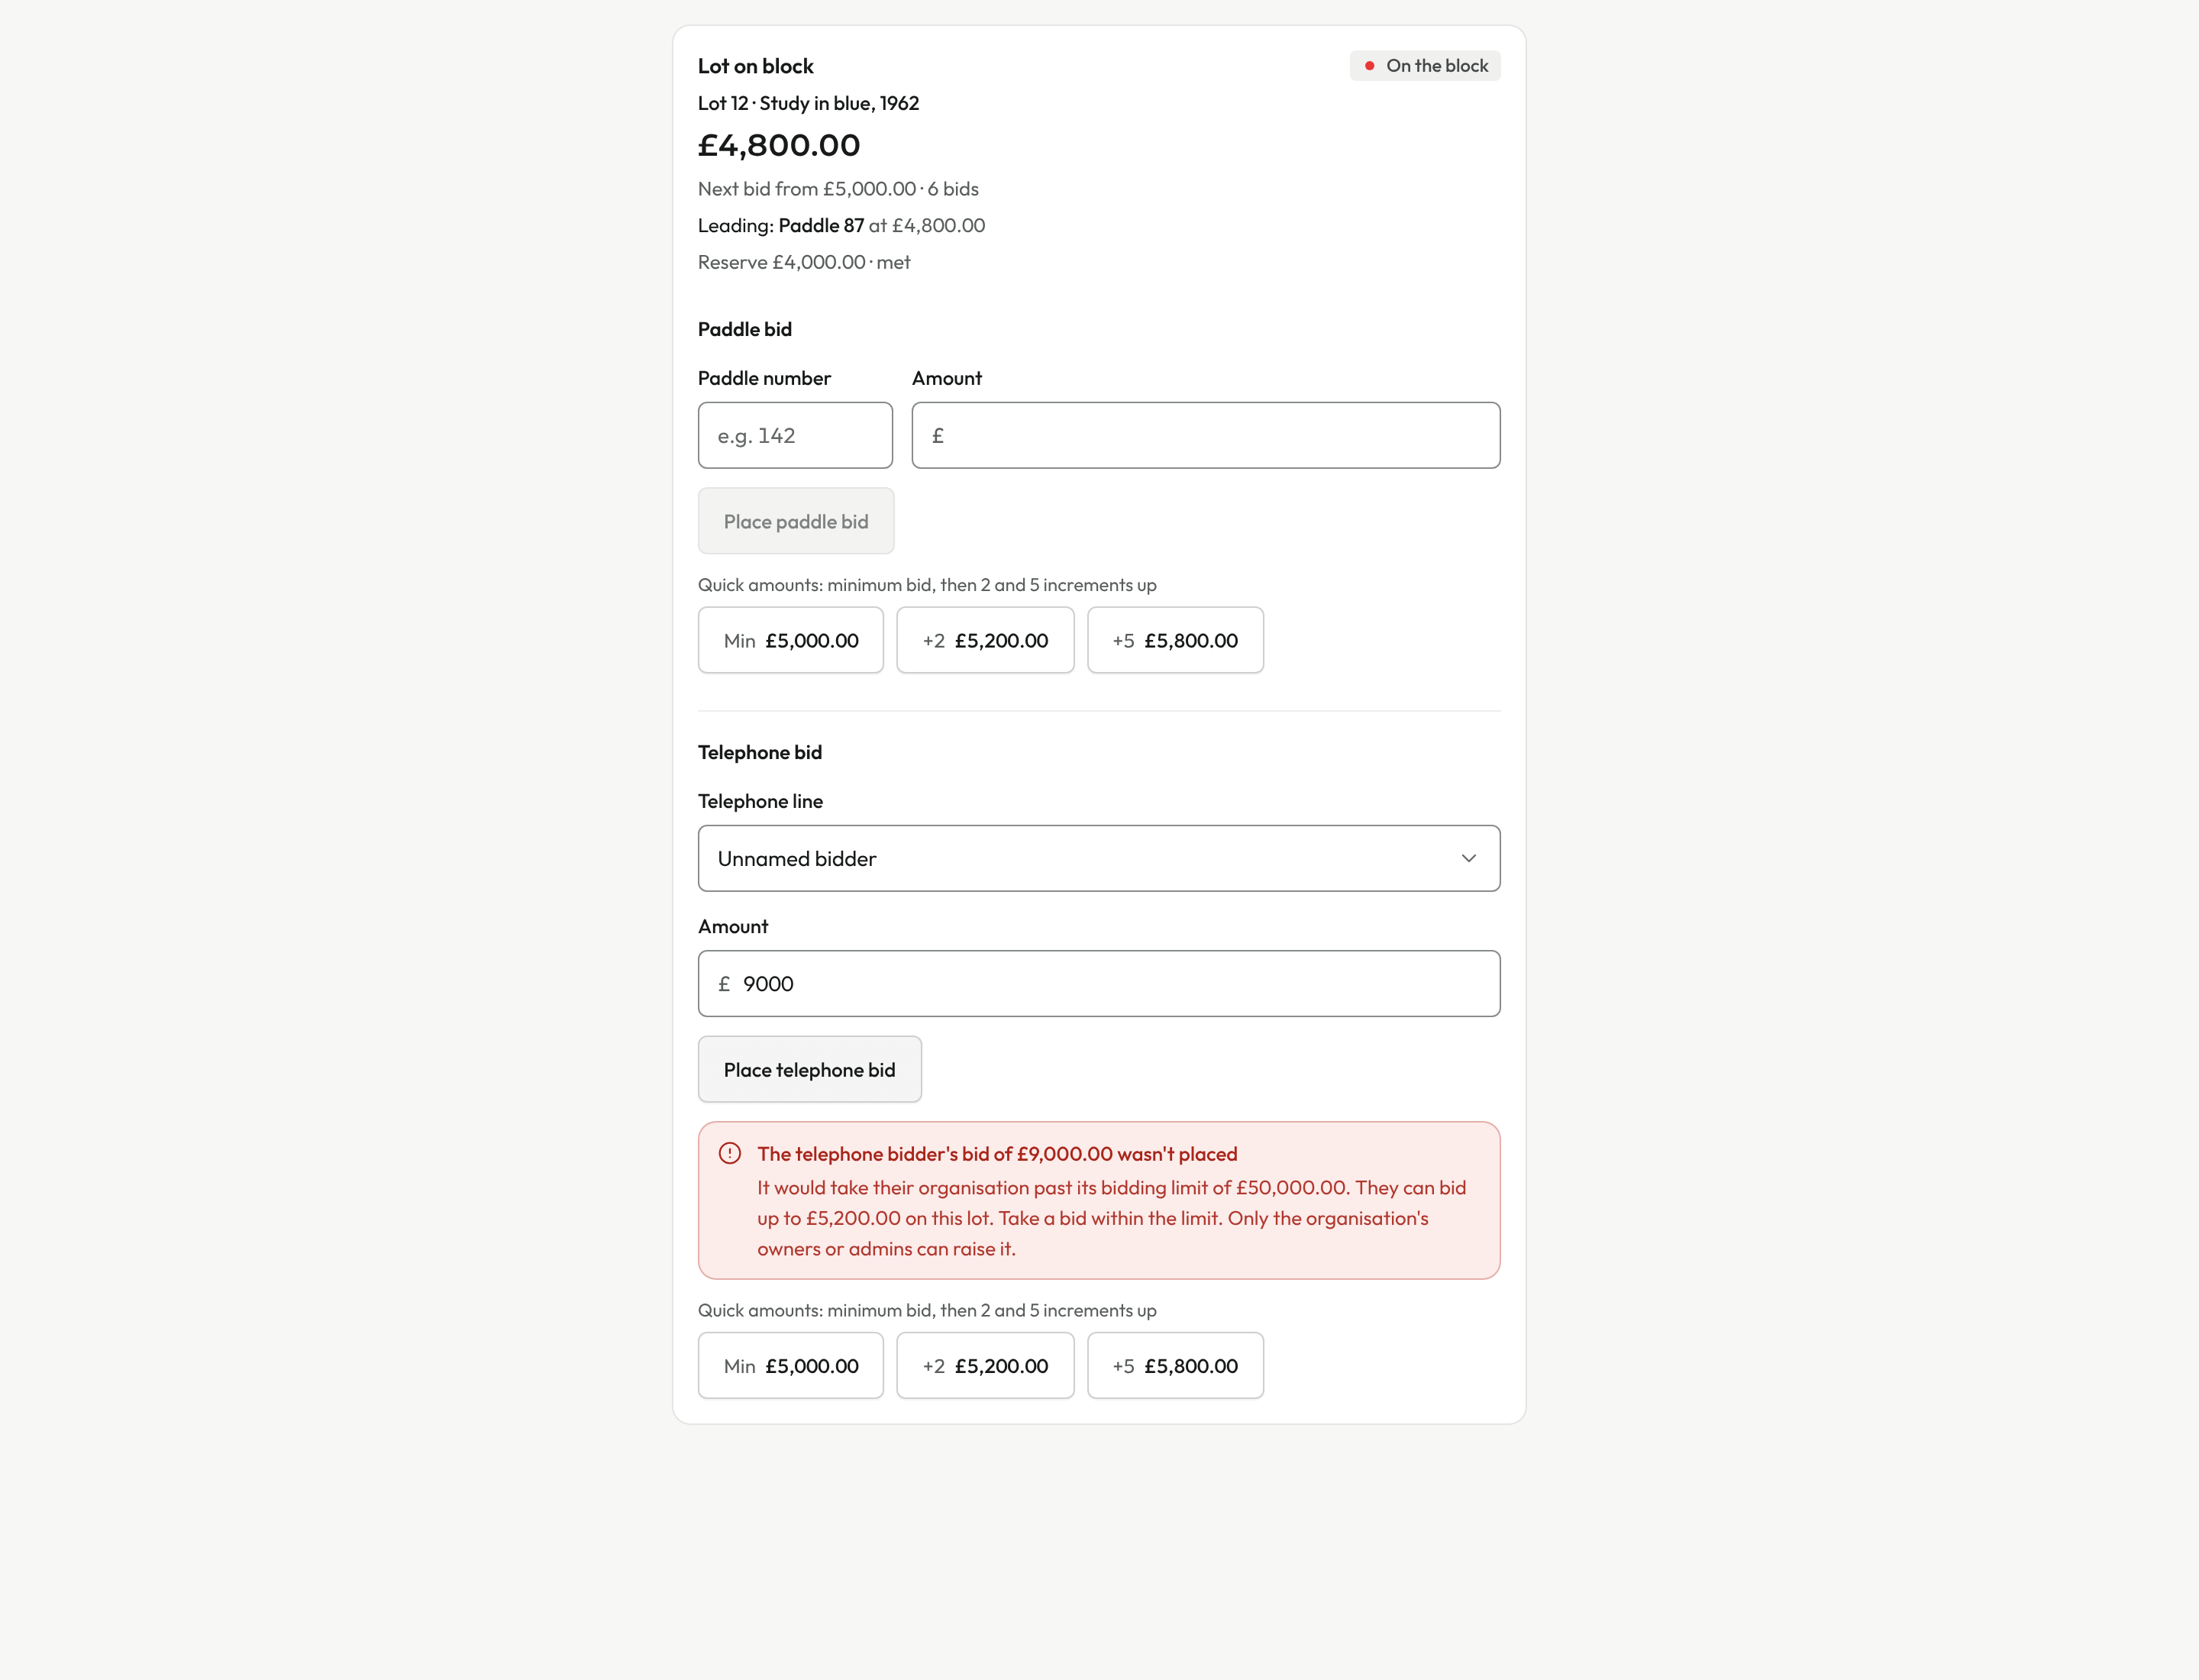 Lot on block
On the block
Lot 12 · Study in blue, 1962
£4,800.00
Next bid from £5,000.00 · 6 bids
Leading: Paddle 87 at £4,800.00
Reserve £4,000.00 · met
Paddle bid
Paddle number
Amount
e.g. 142
£
Place paddle bid
Quick amounts: minimum bid, then 2 and 5 increments up
Min £5,000.00
+2 £5,200.00
+5 £5,800.00
Telephone bid
Telephone line
Unnamed bidder
Amount
£ 9000
Place telephone bid
The telephone bidder's bid of £9,000.00 wasn't placed
It would take their organisation past its bidding limit of £50,000.00. They can bid
up to £5,200.00 on this lot. Take a bid within the limit. Only the organisation's
owners or admins can raise it.
Quick amounts: minimum bid, then 2 and 5 increments up
Min £5,000.00
+2 £5,200.00
+5 £5,800.00